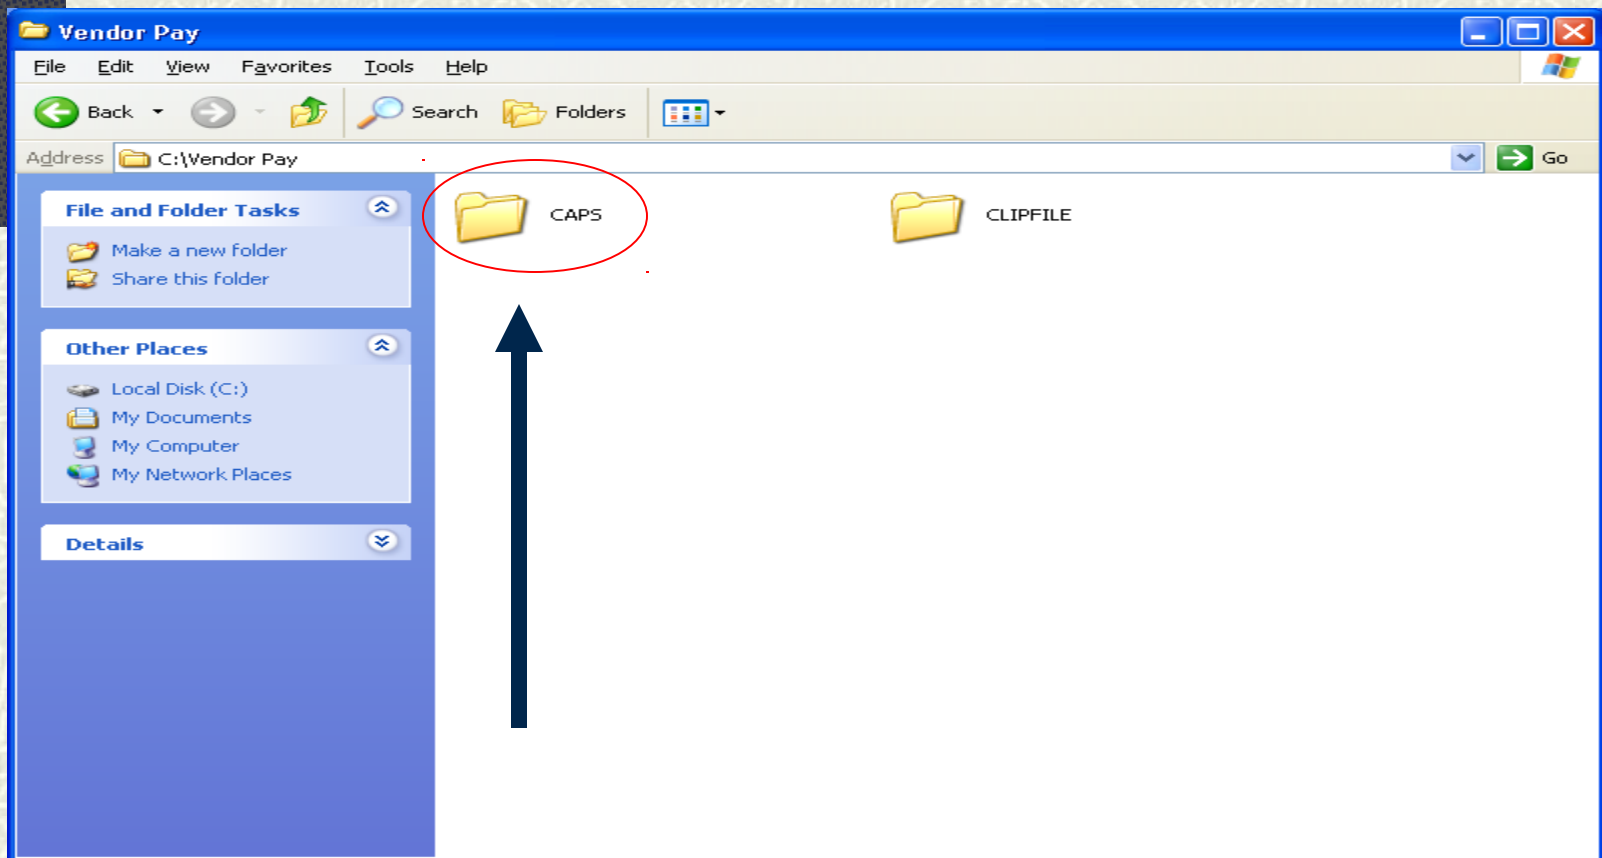 Vendor Pay
File Edit View Favorites Tools Help
Back Search Folders
Address C:\Vendor Pay Go
File and Folder Tasks
Make a new folder
Share this folder
Other Places
Local Disk (C:)
My Documents
My Computer
My Network Places
Details
CAPS CLIPFILE